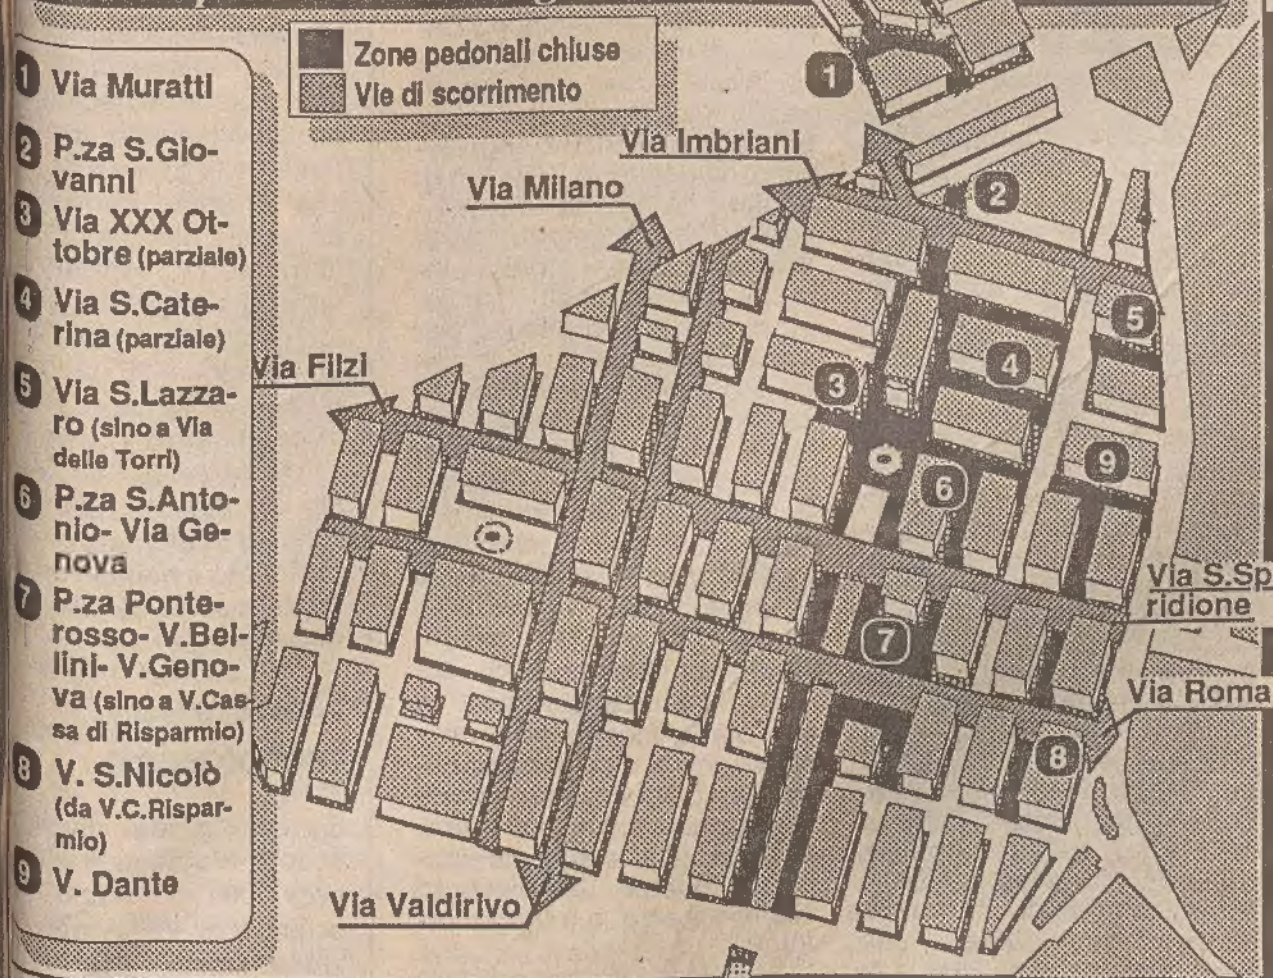 Zone pedonali chiuse
Vie di scorrimento
1 Via Muratti
2 P.za S.Gio-
vanni
3 Via XXX Ot-
tobre (parziale)
4 Via S.Cate-
rina (parziale)
5 Via S.Lazza-
ro (sino a Via
delle Torri)
6 P.za S.Anto-
nio- Via Ge-
nova
7 P.za Ponte-
rosso- V.Bel-
lini- V.Geno-
va (sino a V.Cas-
sa di Risparmio)
8 V. S.Nicolò
(da V.C.Rispar-
mio)
9 V. Dante
1
Via Imbriani
2
Via Milano
5
4
3
Via Filzi
9
6
Via S.Sp
ridione
7
Via Roma
8
Via Valdirivo